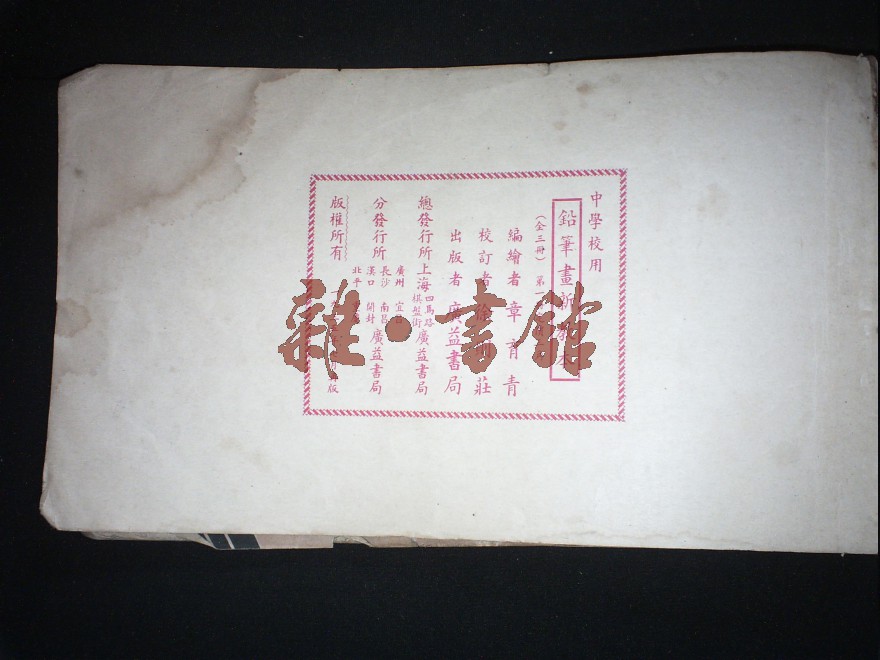 中學校用
鉛筆畫新
（全三冊） 第一
編繪者 章育青
校訂者 徐 莊
出版者 廣益書局
總發行所 上海四馬路棋盤街廣益書局
分發行所 廣州 長沙 漢口 北平 南昌 開封 廣益書局
版權所有 版
雜·書館